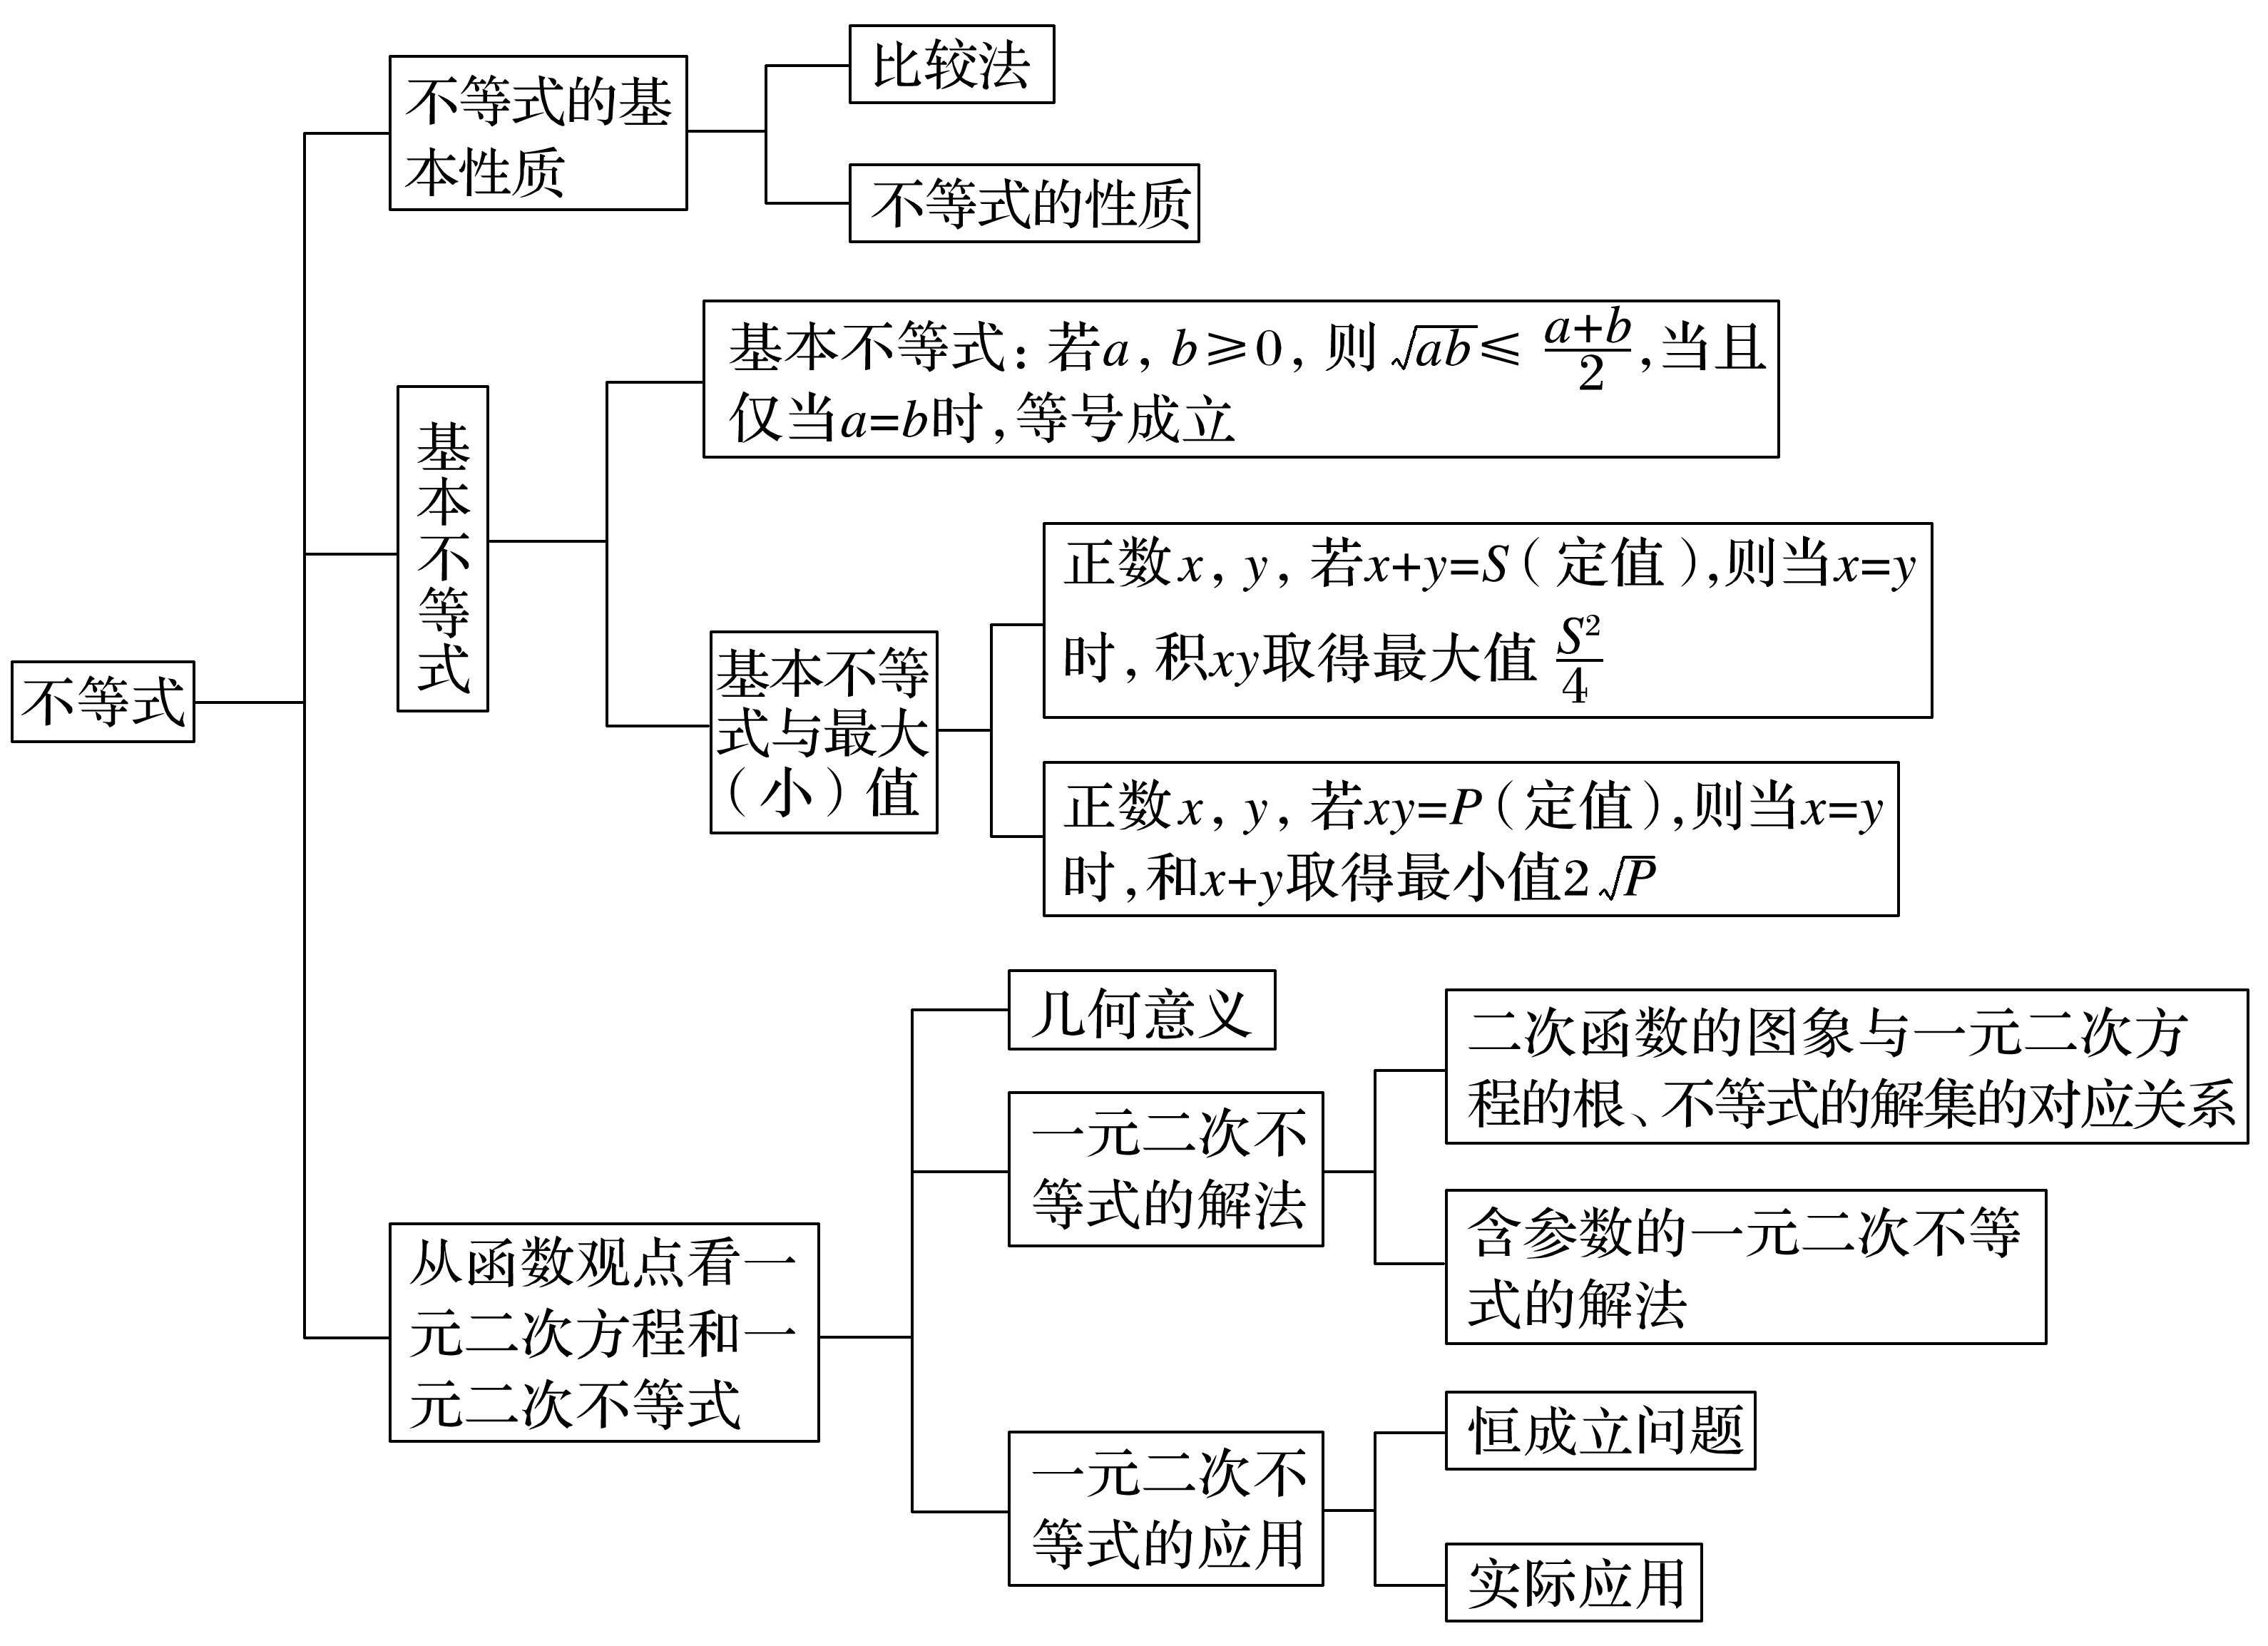 不等式
不等式的基
本性质
比较法
不等式的性质
基本不等式
基本不等式：若a，b≥0，则√ab≤(a+b)/2，当且
仅当a=b时，等号成立
基本不等
式与最大
（小）值
正数x，y，若x+y=S（定值），则当x=y
时，积xy取得最大值 S²/4
正数x，y，若xy=P（定值），则当x=y
时，和x+y取得最小值2√P
从函数观点看一
元二次方程和一
元二次不等式
几何意义
一元二次不
等式的解法
二次函数的图象与一元二次方
程的根、不等式的解集的对应关系
含参数的一元二次不等
式的解法
一元二次不
等式的应用
恒成立问题
实际应用